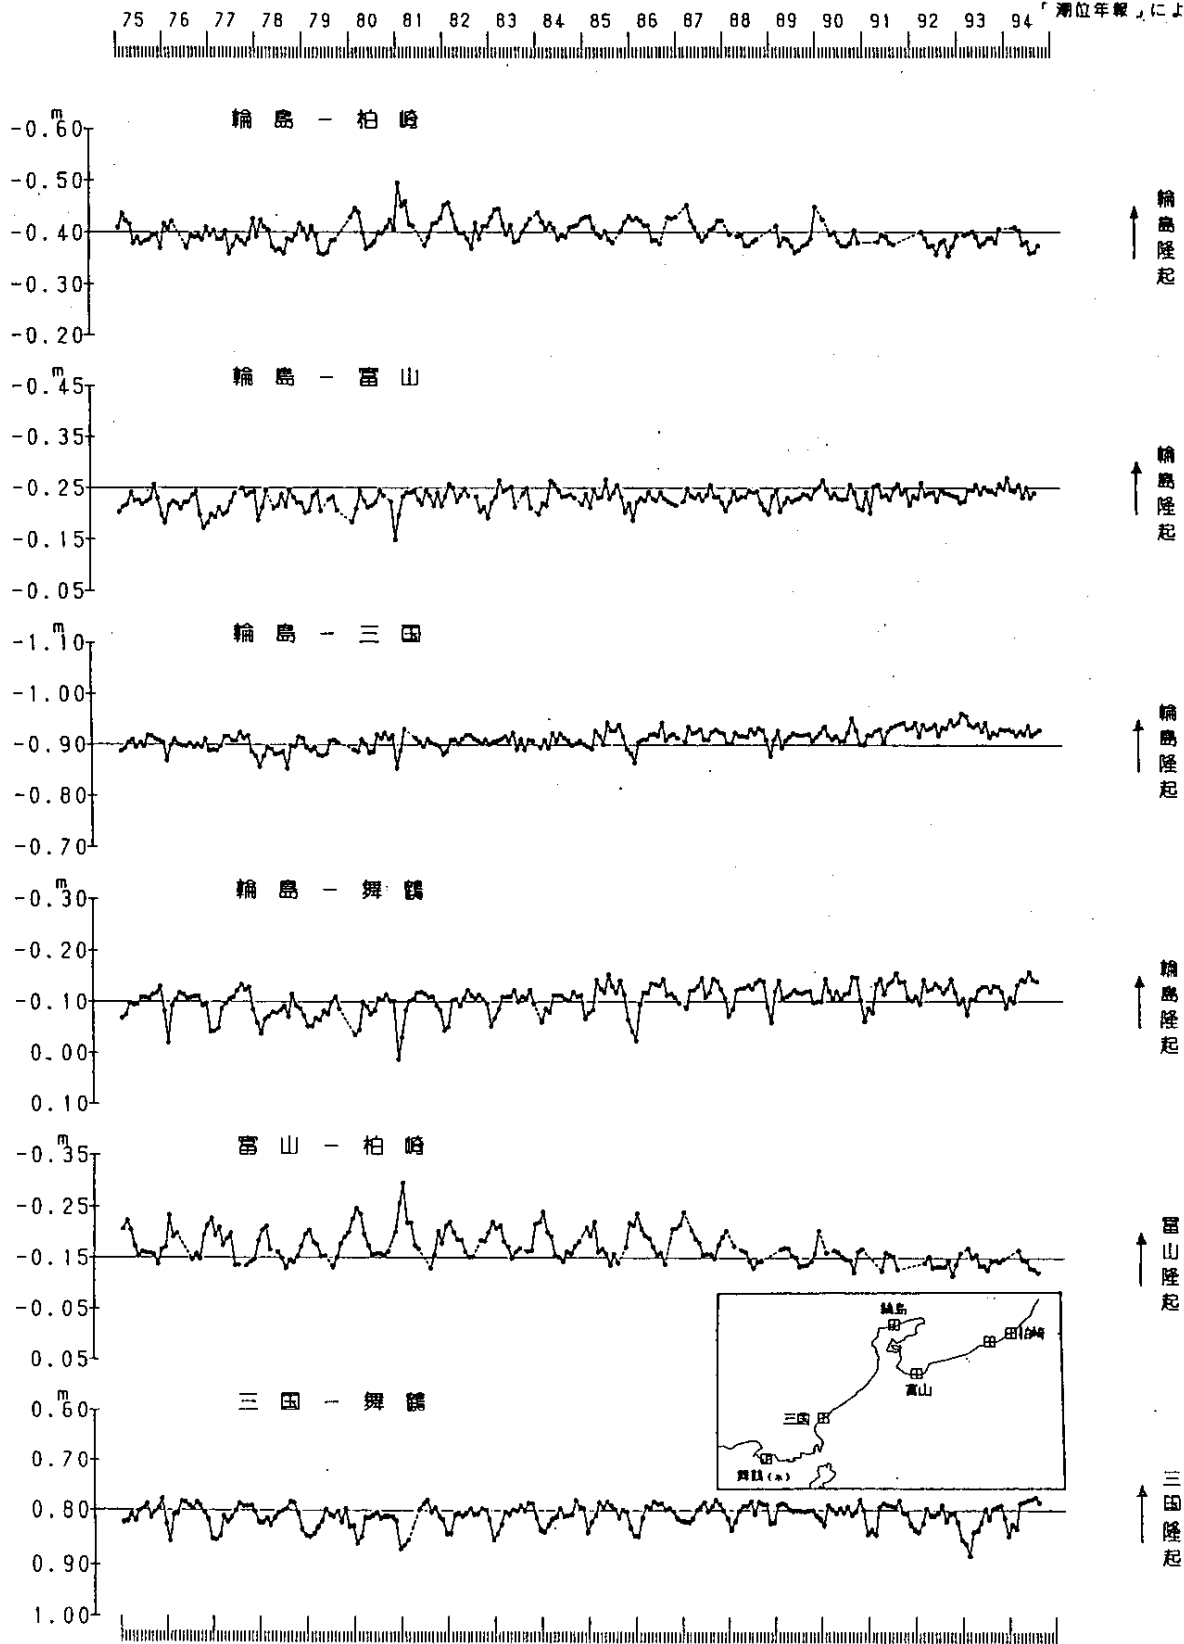 75 76 77 78 79 80 81 82 83 84 85 86 87 88 89 90 91 92 93 94
「潮位年報」によ
輪島－柏崎
m
-0.60
-0.50
-0.40
-0.30
-0.20
輪島隆起
輪島－富山
m
-0.45
-0.35
-0.25
-0.15
-0.05
輪島隆起
輪島－三国
m
-1.10
-1.00
-0.90
-0.80
-0.70
輪島隆起
輪島－舞鶴
m
-0.30
-0.20
-0.10
0.00
0.10
輪島隆起
富山－柏崎
m
-0.35
-0.25
-0.15
-0.05
0.05
富山隆起
輪島
柏崎
富山
三国
舞鶴
三国－舞鶴
m
0.60
0.70
0.80
0.90
1.00
三国隆起